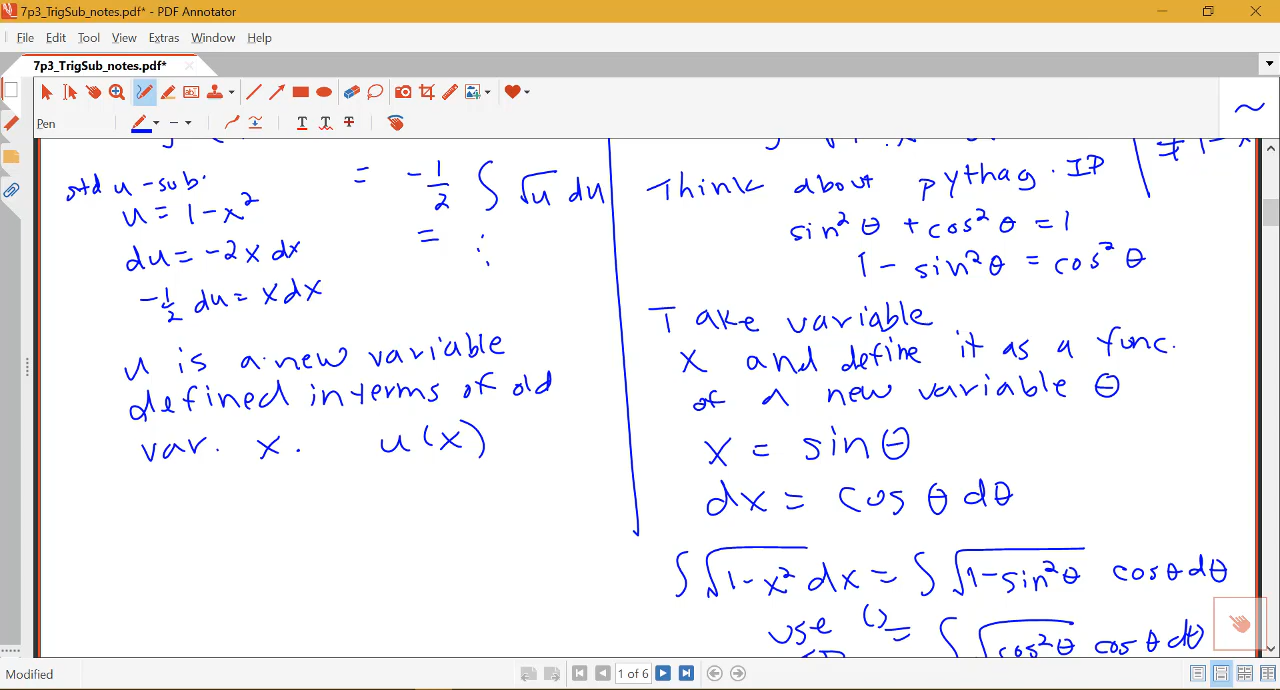 7p3_TrigSub_notes.pdf* - PDF Annotator
File Edit Tool View Extras Window Help
7p3_TrigSub_notes.pdf*
Pen
std u-sub.
u = 1-x²
du = -2x dx
-1/2 du = x dx
= -1/2 ∫ √u du
= ⋮
u is a new variable
defined in terms of old
var. x. u(x)
Think about pythag. ID
sin²θ + cos²θ = 1
1 - sin²θ = cos²θ
Take variable
x and define it as a func.
of a new variable θ
x = sin θ
dx = cos θ dθ
∫ √(1-x²) dx = ∫ √(1-sin²θ) cosθ dθ
use () = ∫ √(cos²θ) cos θ dθ
Modified
1 of 6